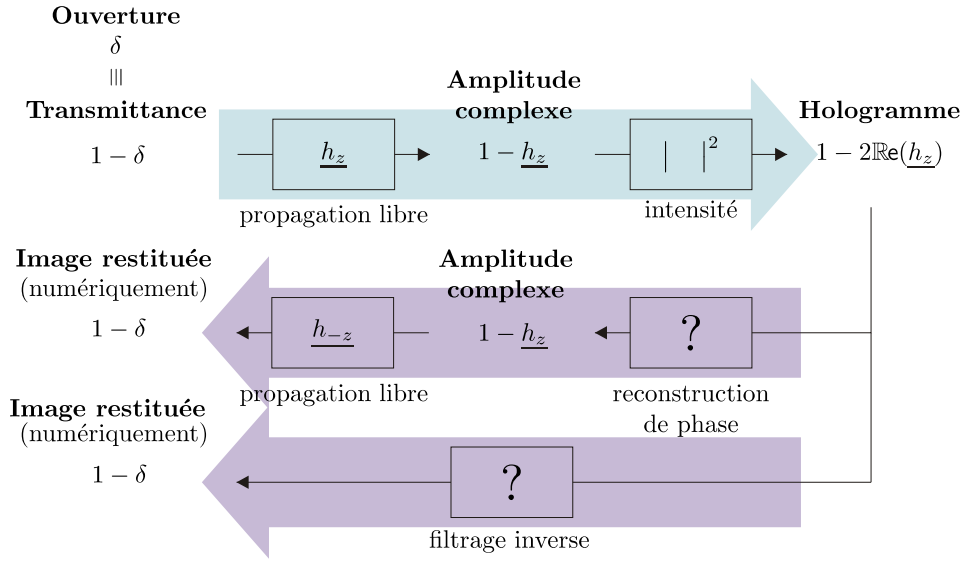 Ouverture
δ
≡
Transmittance
1 − δ
h_z
propagation libre
Amplitude
complexe
1 − h_z
| |²
intensité
Hologramme
1 − 2ℝe(h_z)
Image restituée
(numériquement)
1 − δ
h_{−z}
propagation libre
Amplitude
complexe
1 − h_z
?
reconstruction
de phase
Image restituée
(numériquement)
1 − δ
?
filtrage inverse